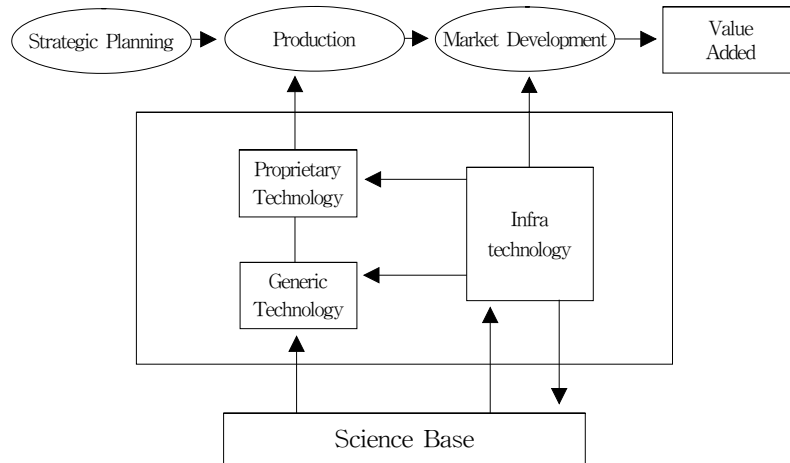 Strategic Planning
Production
Market Development
Value
Added
Proprietary
Technology
Infra
technology
Generic
Technology
Science Base